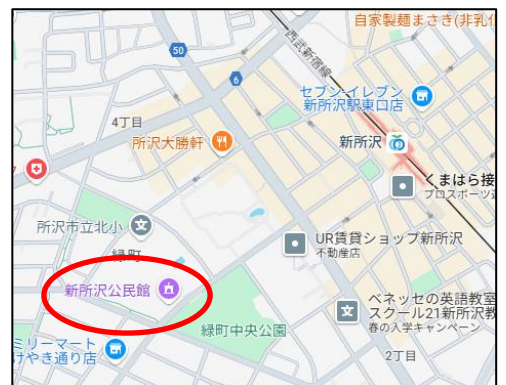 自家製麺まさき(非乳
西武新宿線
50
6
セブン-イレブン
新所沢駅東口店
4丁目
所沢大勝軒
新所沢
くまはら接
プロスポーツ
所沢市立北小
文
UR賃貸ショップ新所沢
不動産店
緑町
新所沢公民館
ベネッセの英語教室
スクール21新所沢教
春の入学キャンペーン
文
緑町中央公園
ミリーマート
けやき通り店
2丁目